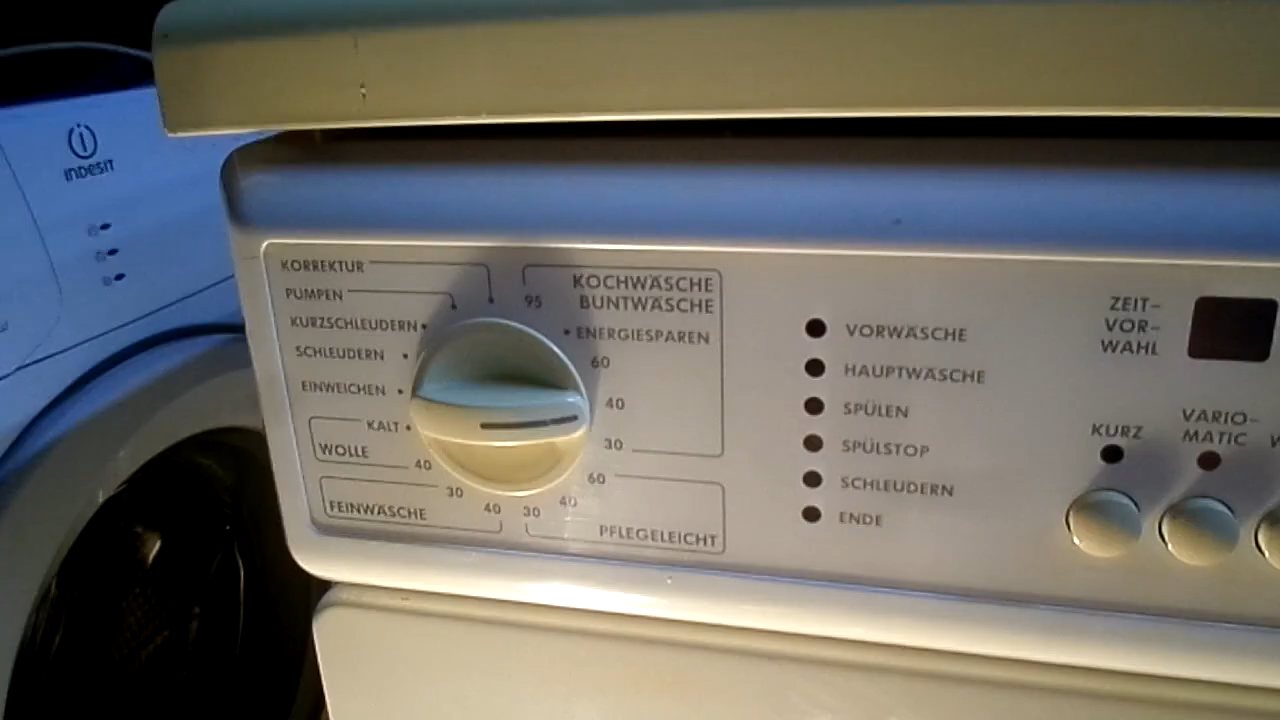 INDESIT
KORREKTUR
PUMPEN
KURZSCHLEUDERN
SCHLEUDERN
EINWEICHEN
KALT
WOLLE
40
30
FEINWÄSCHE
40
95
KOCHWÄSCHE
BUNTWÄSCHE
ENERGIESPAREN
60
40
30
60
40
30
PFLEGELEICHT
VORWÄSCHE
HAUPTWÄSCHE
SPÜLEN
SPÜLSTOP
SCHLEUDERN
ENDE
ZEIT-
VOR-
WAHL
KURZ
VARIO-
MATIC